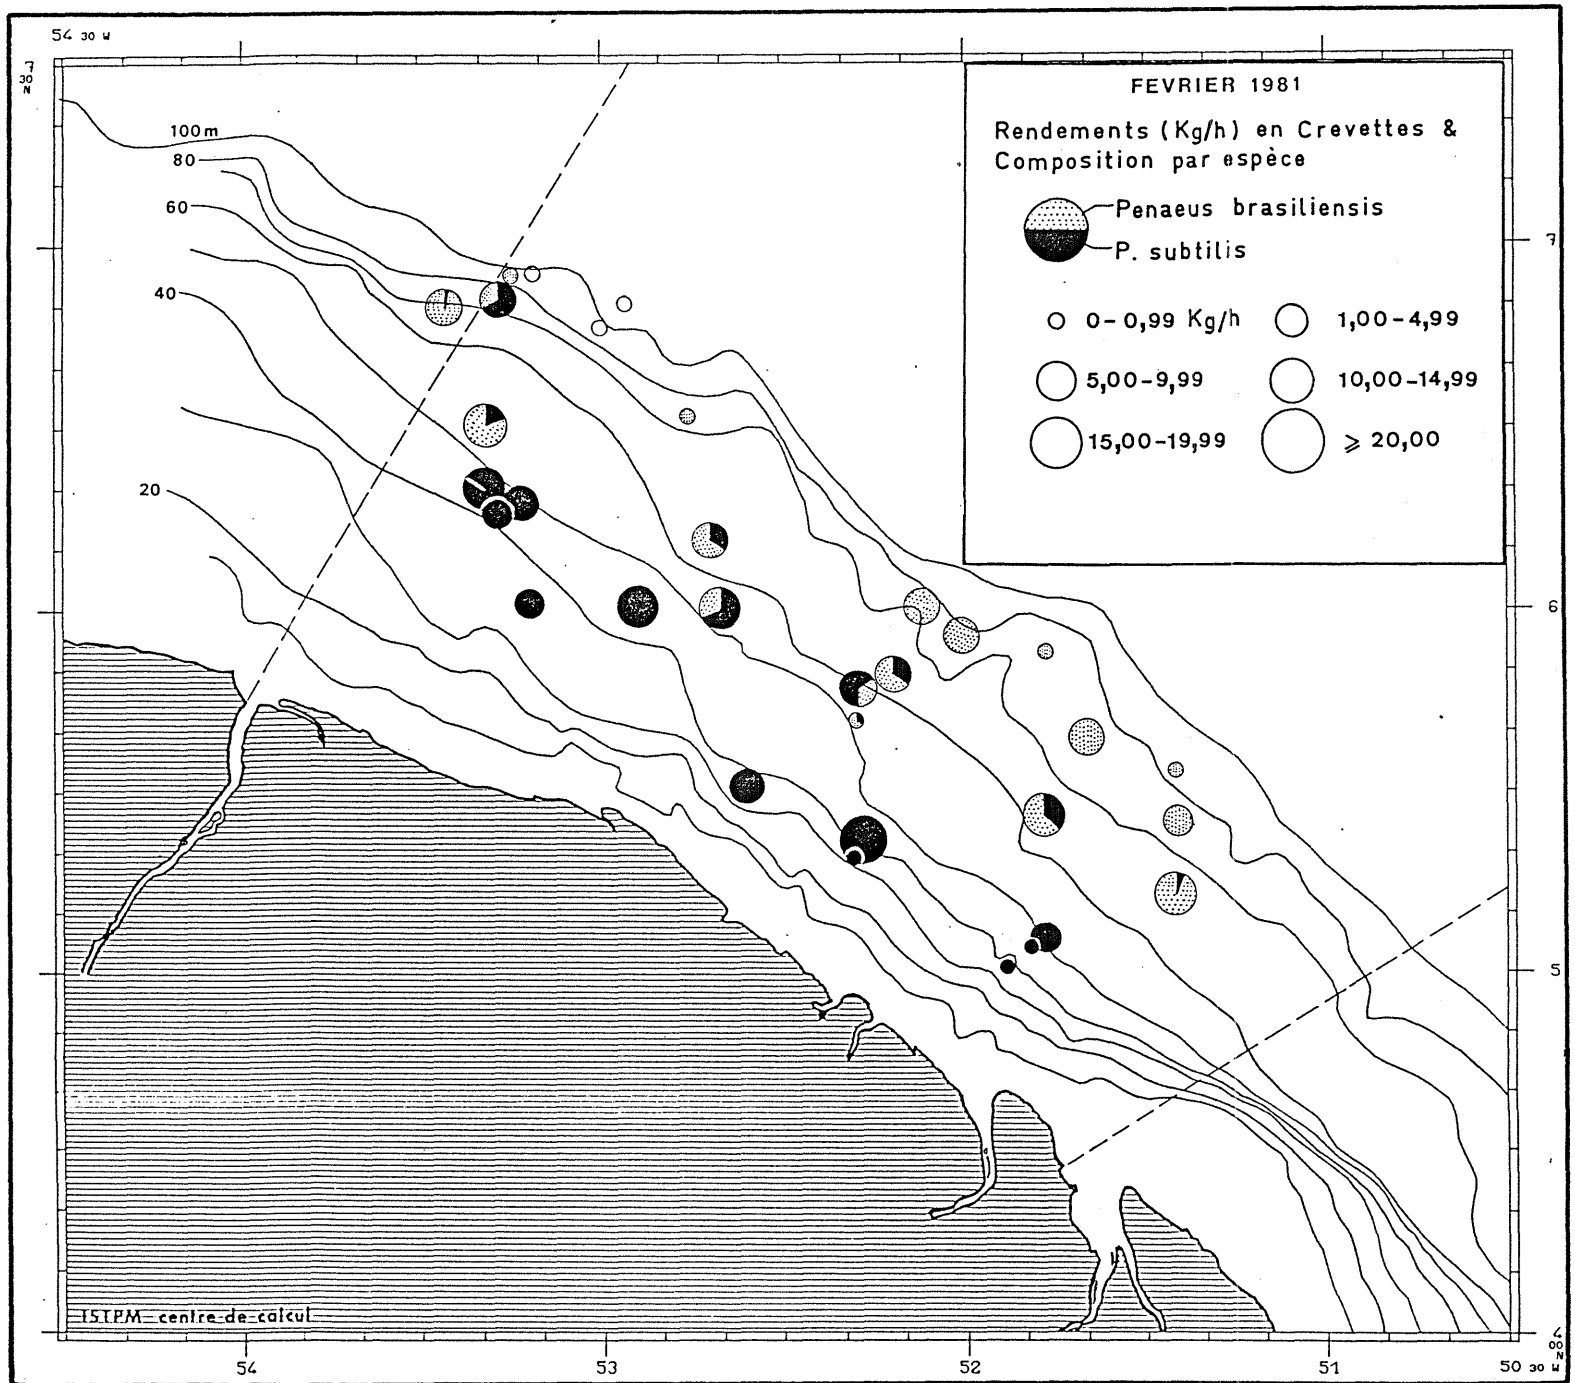 54 30 W
7
30
N
FEVRIER 1981
Rendements (Kg/h) en Crevettes &
Composition par espèce
Penaeus brasiliensis
P. subtilis
0-0,99 Kg/h
1,00-4,99
5,00-9,99
10,00-14,99
15,00-19,99
⩾ 20,00
100 m
80
60
40
20
7
6
5
4
00
N
ISTPM-centre-de-calcul
54
53
52
51
50 30 W